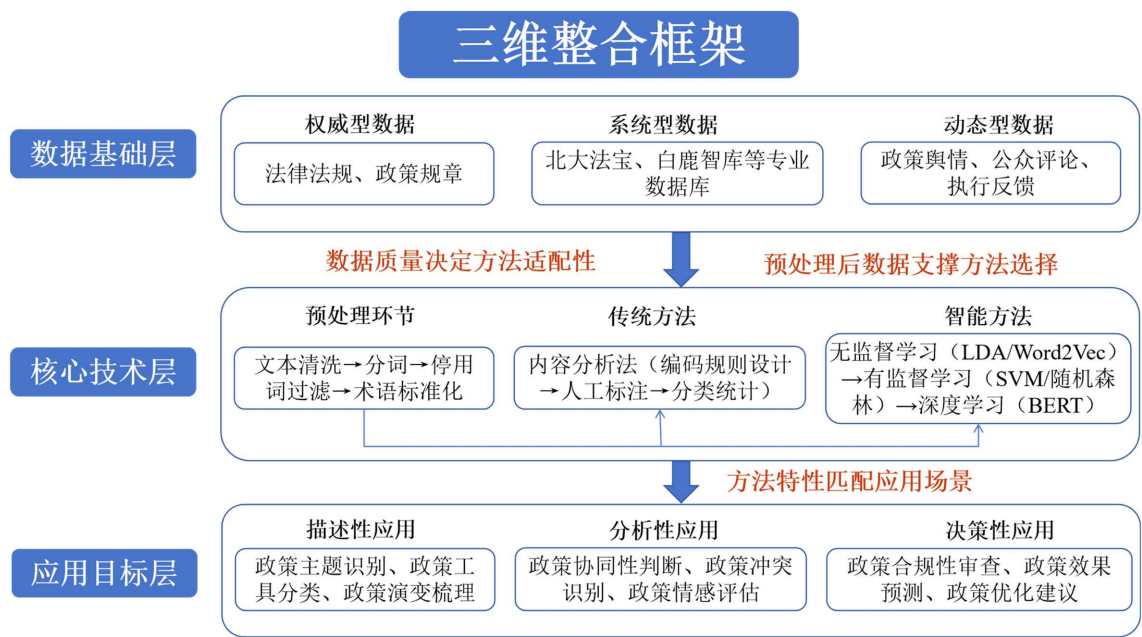 三维整合框架
数据基础层
权威型数据
法律法规、政策规章
系统型数据
北大法宝、白鹿智库等专业
数据库
动态型数据
政策舆情、公众评论、
执行反馈
数据质量决定方法适配性
预处理后数据支撑方法选择
核心技术层
预处理环节
文本清洗→分词→停用
词过滤→术语标准化
传统方法
内容分析法（编码规则设计
→人工标注→分类统计）
智能方法
无监督学习（LDA/Word2Vec）
→有监督学习（SVM/随机森
林）→深度学习（BERT）
方法特性匹配应用场景
应用目标层
描述性应用
政策主题识别、政策工
具分类、政策演变梳理
分析性应用
政策协同性判断、政策冲突
识别、政策情感评估
决策性应用
政策合规性审查、政策效果
预测、政策优化建议